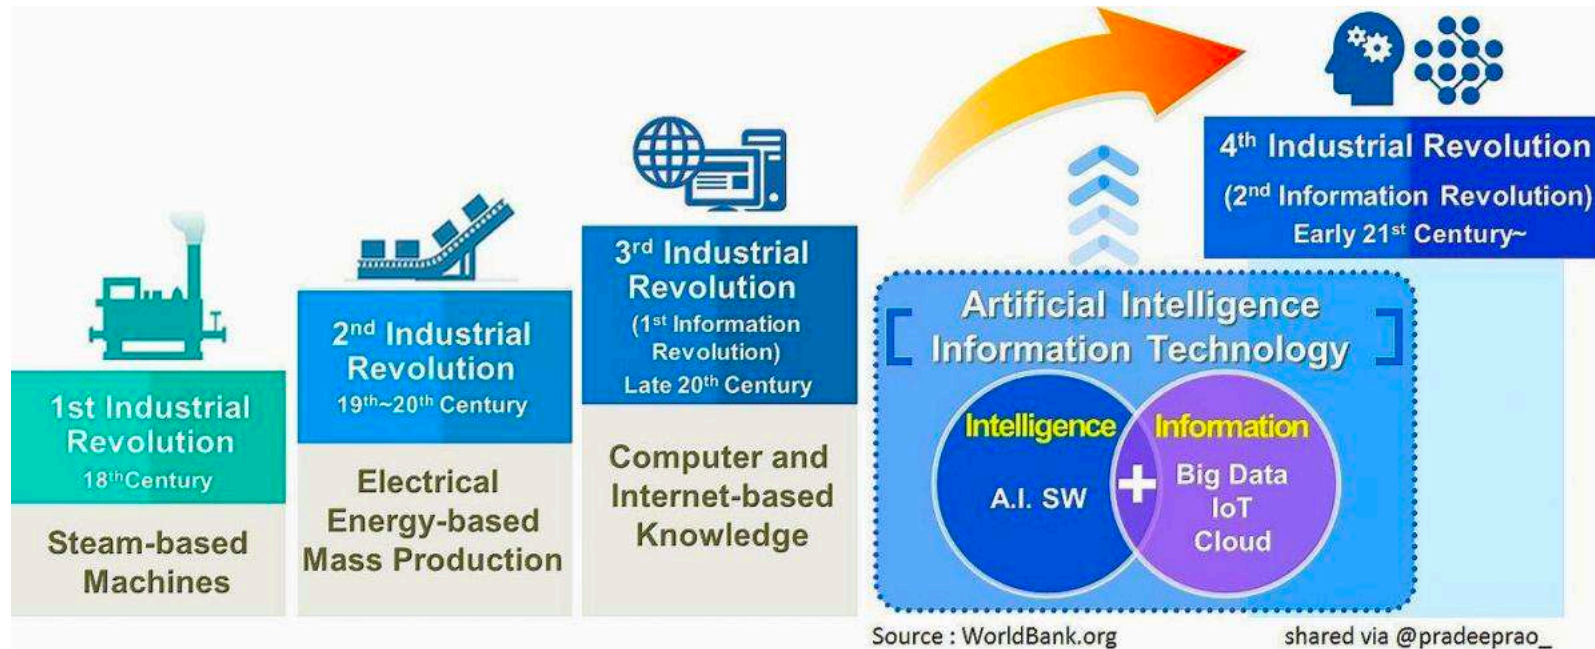 1st Industrial
Revolution
18thCentury
Steam-based
Machines
2nd Industrial
Revolution
19th~20th Century
Electrical
Energy-based
Mass Production
3rd Industrial
Revolution
(1st Information
Revolution)
Late 20th Century
Computer and
Internet-based
Knowledge
4th Industrial Revolution
(2nd Information Revolution)
Early 21st Century~
Artificial Intelligence
Information Technology
Intelligence
A.I. SW
+
Information
Big Data
IoT
Cloud
Source : WorldBank.org
shared via @pradeeprao_